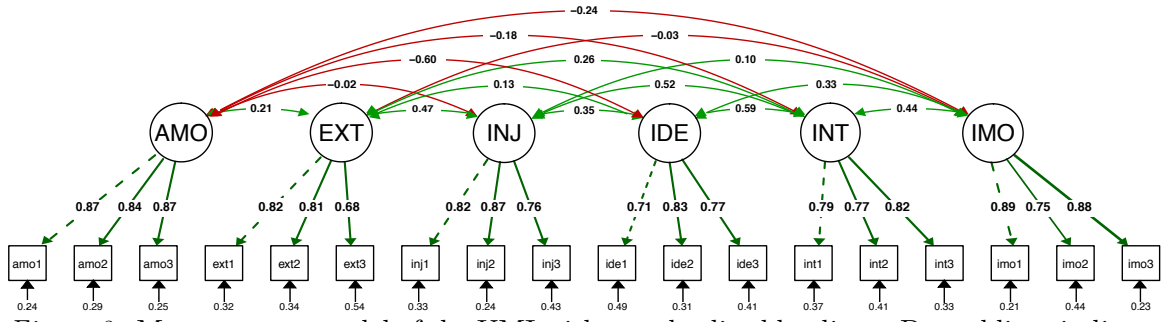 −0.24
−0.18 −0.03
−0.60 0.26 0.10
−0.02 0.13 0.52 0.33
0.21 0.47 0.35 0.59 0.44
AMO EXT INJ IDE INT IMO
0.87 0.84 0.87 0.82 0.81 0.68 0.82 0.87 0.76 0.71 0.83 0.77 0.79 0.77 0.82 0.89 0.75 0.88
amo1 amo2 amo3 ext1 ext2 ext3 inj1 inj2 inj3 ide1 ide2 ide3 int1 int2 int3 imo1 imo2 imo3
0.24 0.29 0.25 0.32 0.34 0.54 0.33 0.24 0.43 0.49 0.31 0.41 0.37 0.41 0.33 0.21 0.44 0.23